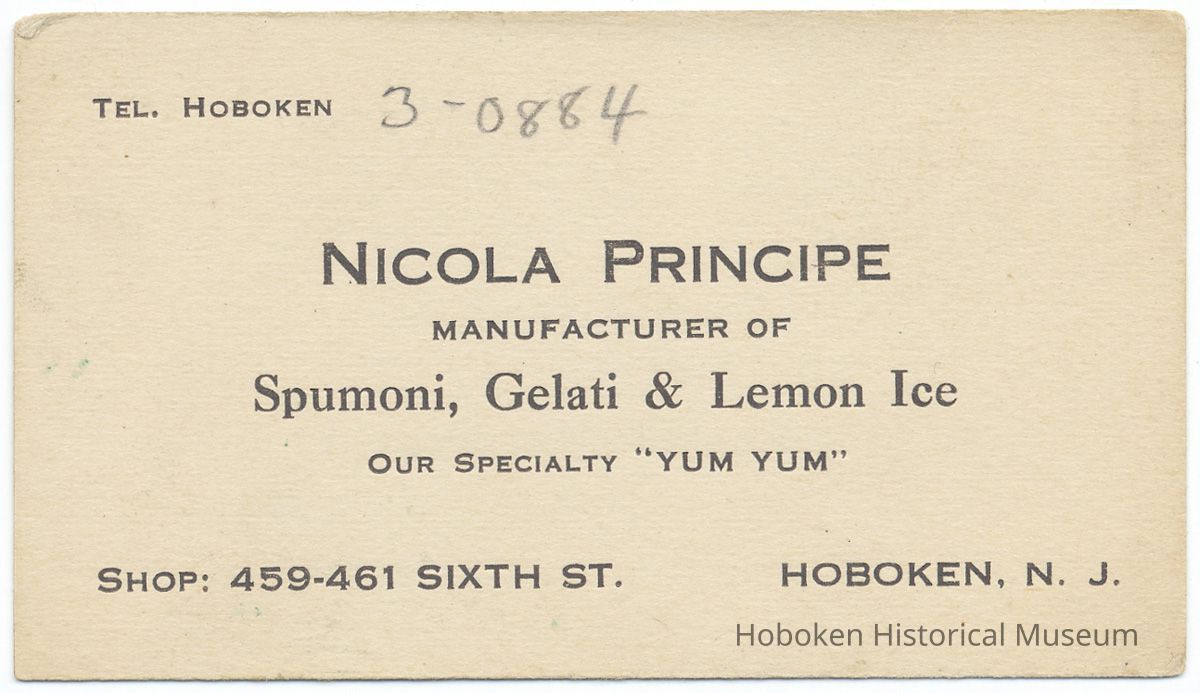 TEL. HOBOKEN 3-0884
NICOLA PRINCIPE
MANUFACTURER OF
Spumoni, Gelati & Lemon Ice
OUR SPECIALTY "YUM YUM"
SHOP: 459-461 SIXTH ST. HOBOKEN, N. J.
Hoboken Historical Museum